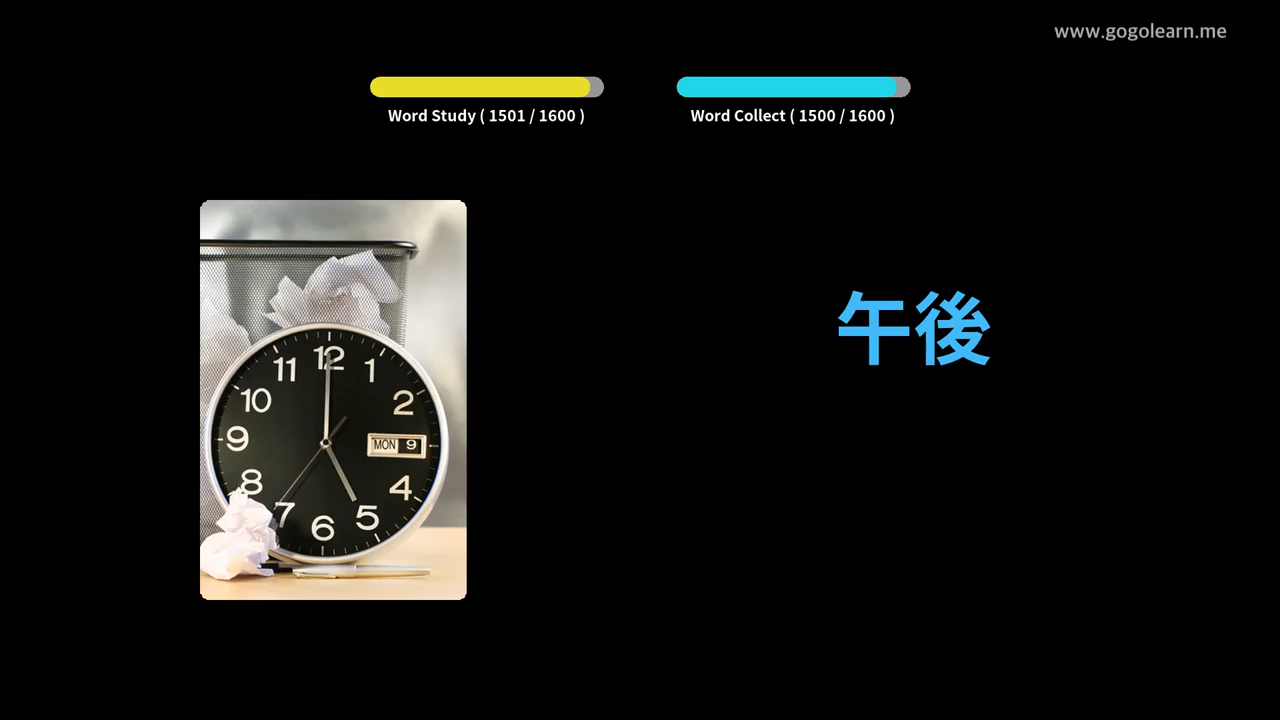 www.gogolearn.me
Word Study ( 1501 / 1600 )
Word Collect ( 1500 / 1600 )
午後
12
11
1
10
2
9
MON 9
8
4
7
5
6